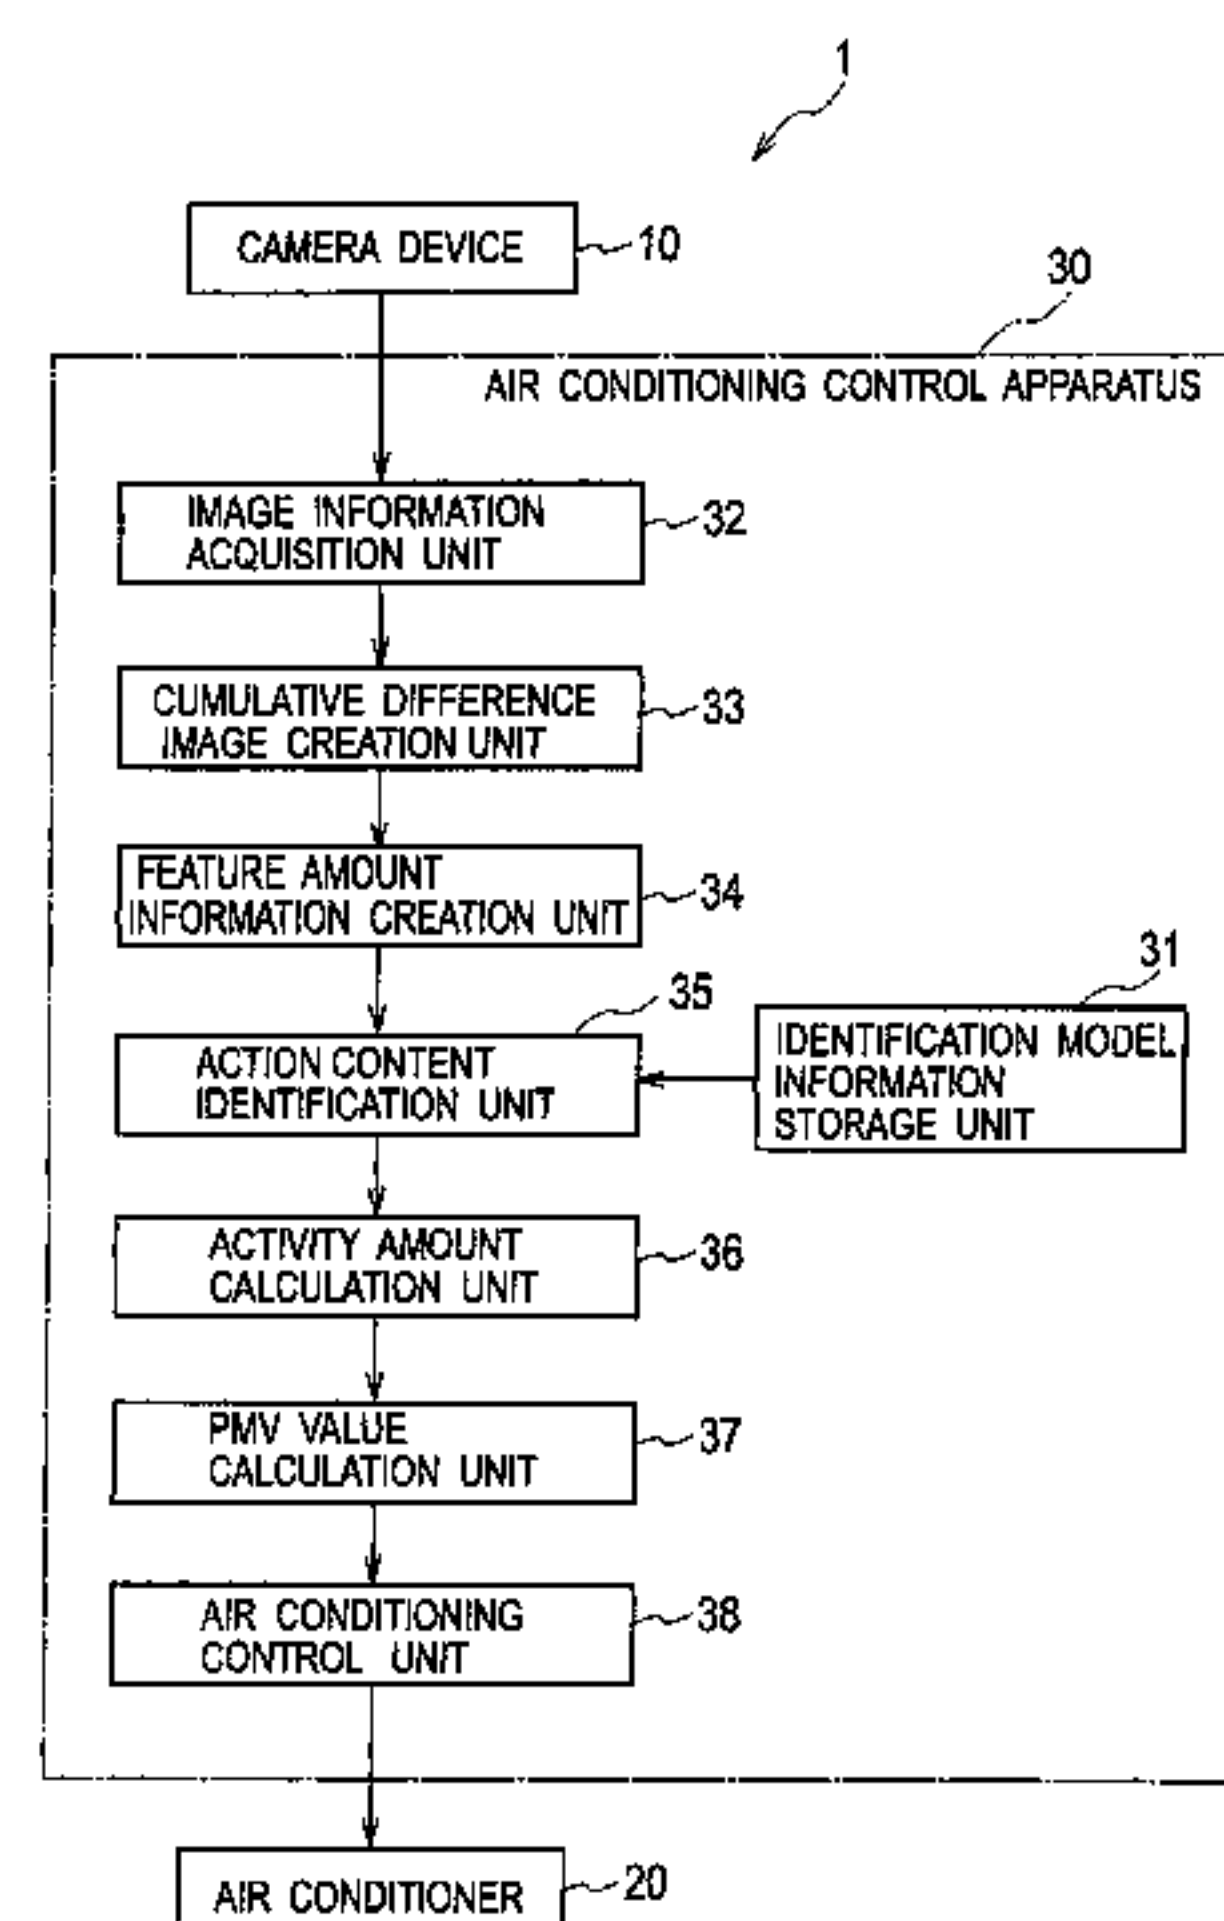 1
CAMERA DEVICE
10
30
AIR CONDITIONING CONTROL APPARATUS
IMAGE INFORMATION
ACQUISITION UNIT
32
CUMULATIVE DIFFERENCE
IMAGE CREATION UNIT
33
FEATURE AMOUNT
INFORMATION CREATION UNIT
34
31
35
ACTION CONTENT
IDENTIFICATION UNIT
IDENTIFICATION MODEL
INFORMATION
STORAGE UNIT
ACTIVITY AMOUNT
CALCULATION UNIT
36
PMV VALUE
CALCULATION UNIT
37
AIR CONDITIONING
CONTROL UNIT
38
AIR CONDITIONER
20